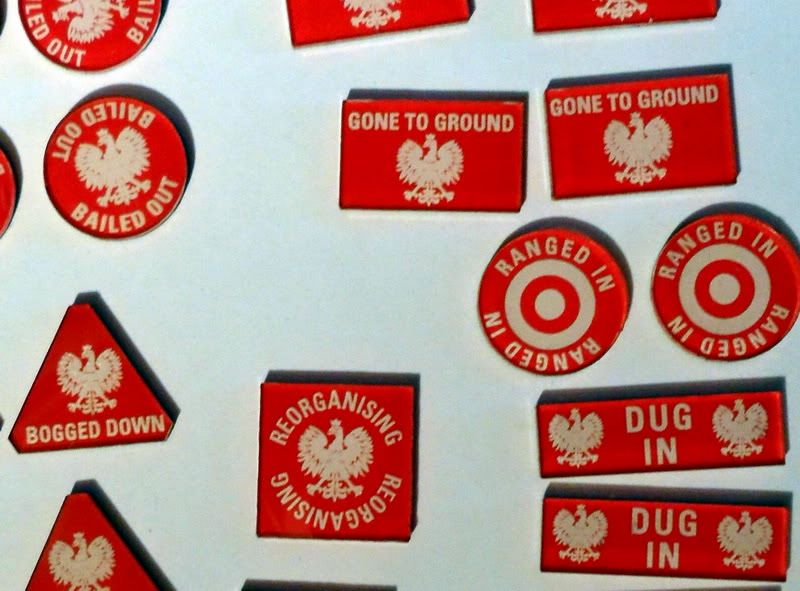 BAILED OUT
BAILED OUT
BAILED OUT
GONE TO GROUND
GONE TO GROUND
RANGED IN
RANGED IN
RANGED IN
RANGED IN
BOGGED DOWN
REORGANISING
REORGANISING
DUG
IN
DUG
IN